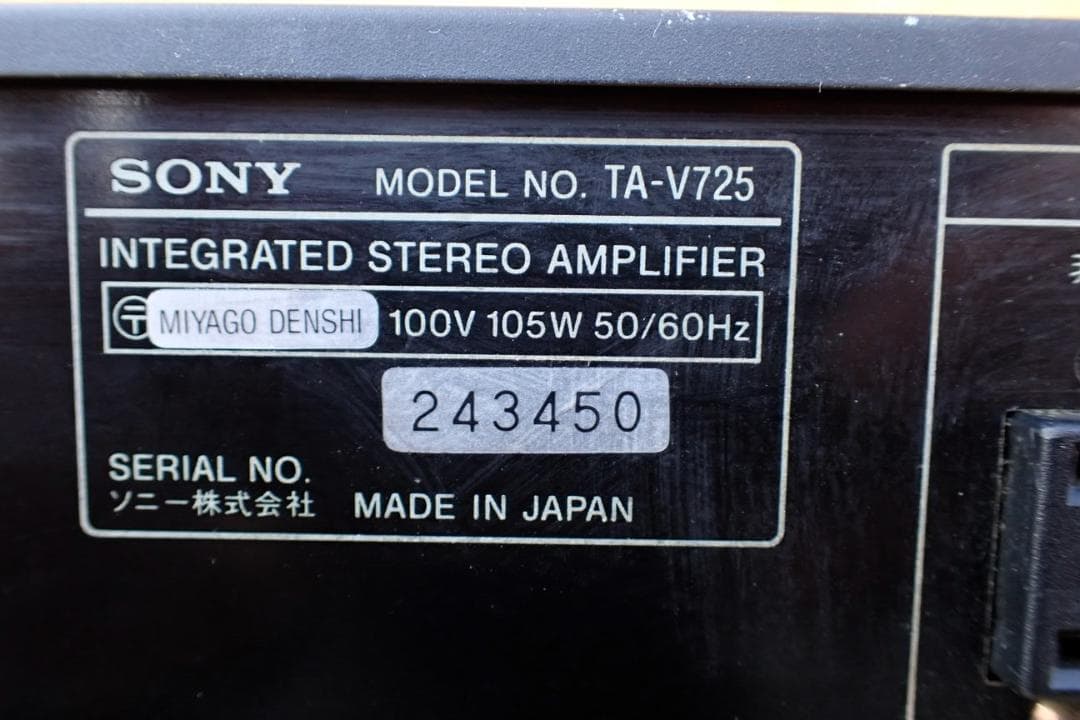 SONY MODEL NO. TA-V725
INTEGRATED STEREO AMPLIFIER
〒 MIYAGO DENSHI 100V 105W 50/60Hz
243450
SERIAL NO.
ソニー株式会社 MADE IN JAPAN